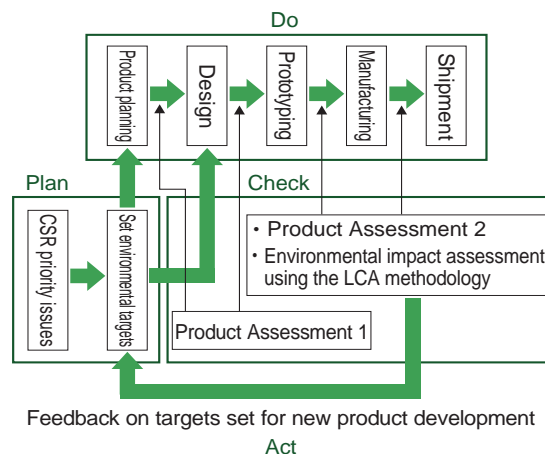 Do
Product planning
Design
Prototyping
Manufacturing
Shipment
Plan
Check
CSR priority issues
Set environmental targets
・ Product Assessment 2
・ Environmental impact assessment
using the LCA methodology
Product Assessment 1
Feedback on targets set for new product development
Act